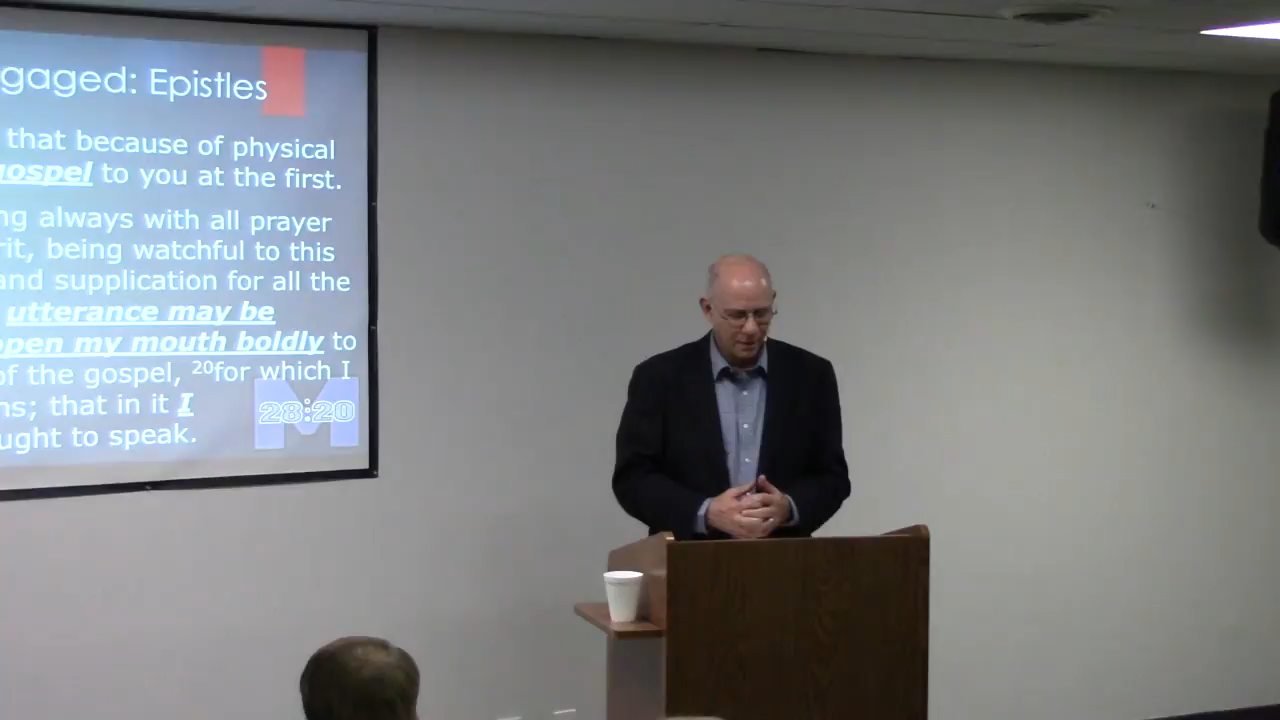 gaged: Epistles
that because of physical
gospel to you at the first.
ng always with all prayer
rit, being watchful to this
and supplication for all the
utterance may be
open my mouth boldly to
of the gospel, 20for which I
ns; that in it I
ught to speak.
28:20